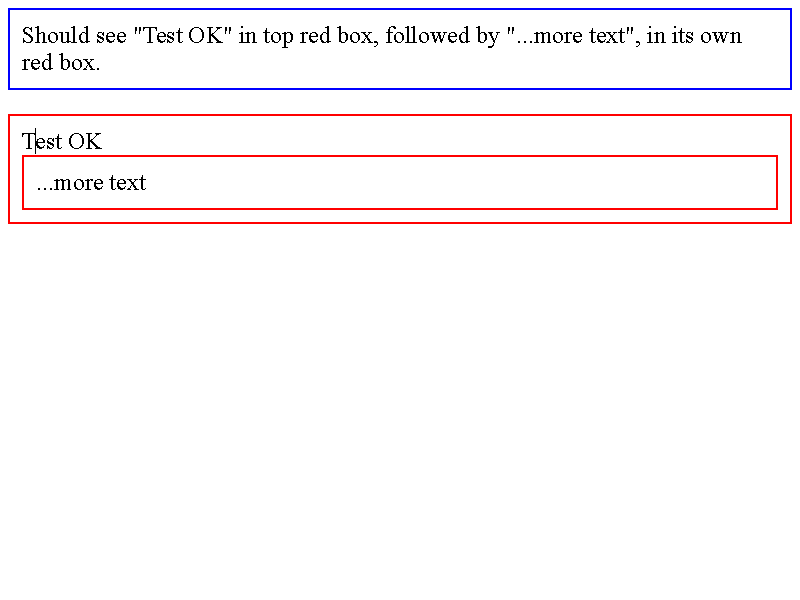 Should see "Test OK" in top red box, followed by "...more text", in its own
red box.
Test OK
...more text